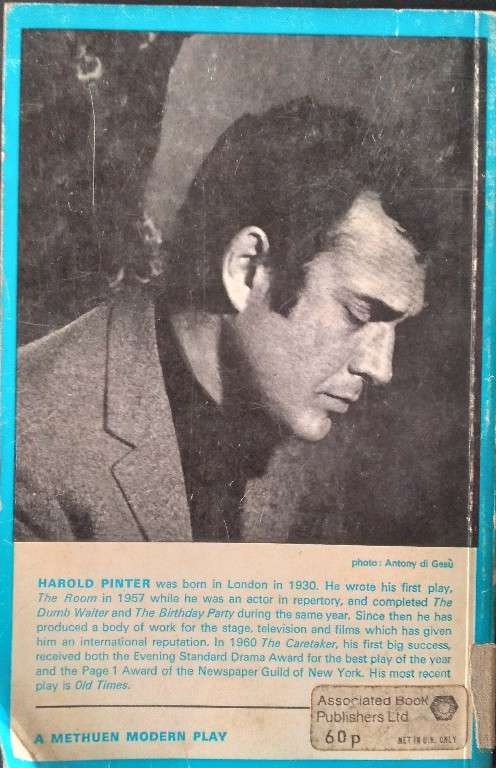 photo: Antony di Gesù
HAROLD PINTER was born in London in 1930. He wrote his first play,
The Room in 1957 while he was an actor in repertory, and completed The
Dumb Waiter and The Birthday Party during the same year. Since then he has
produced a body of work for the stage, television and films which has given
him an international reputation. In 1960 The Caretaker, his first big success,
received both the Evening Standard Drama Award for the best play of the year
and the Page 1 Award of the Newspaper Guild of New York. His most recent
play is Old Times.
Associated Book
Publishers Ltd
60p NET IN U.K. ONLY
A METHUEN MODERN PLAY